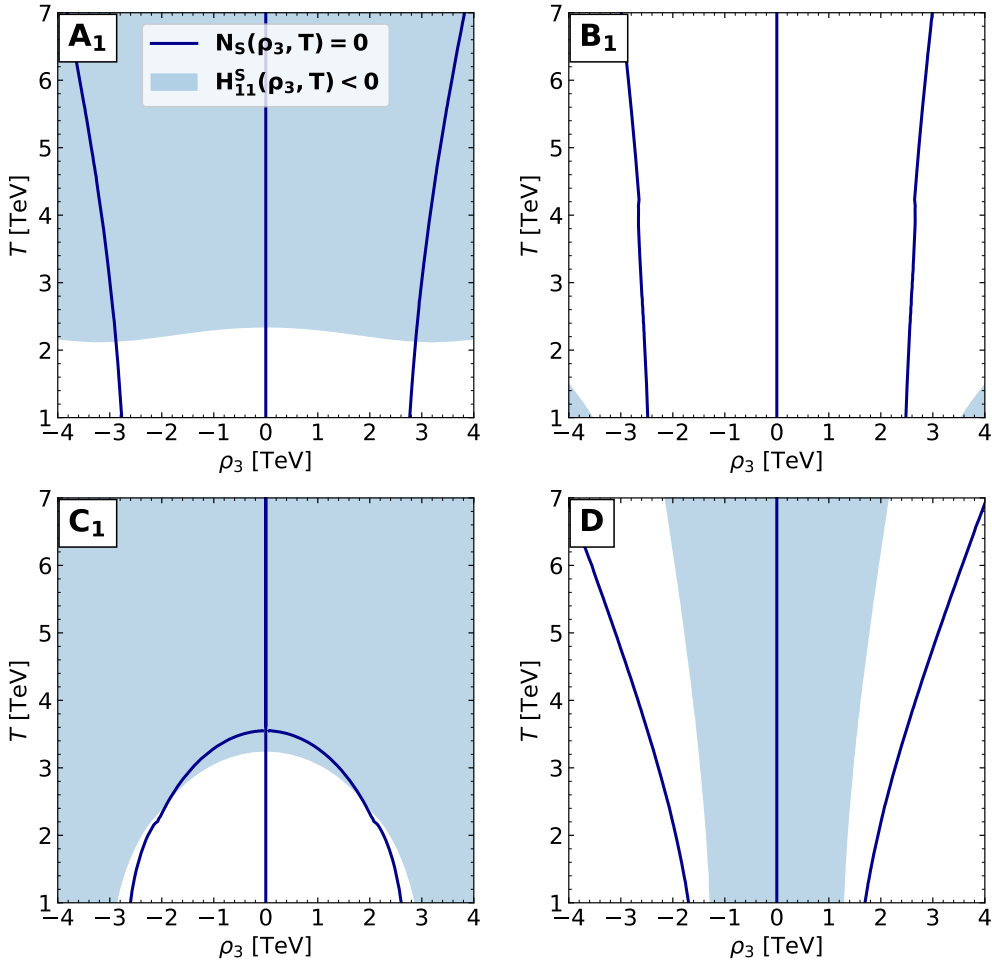 A₁
N_S(ρ₃, T) = 0
H^S_11(ρ₃, T) < 0
T [TeV]
7
6
5
4
3
2
1
−4 −3 −2 −1 0 1 2 3 4
ρ₃ [TeV]
B₁
T [TeV]
7
6
5
4
3
2
1
−4 −3 −2 −1 0 1 2 3 4
ρ₃ [TeV]
C₁
T [TeV]
7
6
5
4
3
2
1
−4 −3 −2 −1 0 1 2 3 4
ρ₃ [TeV]
D
T [TeV]
7
6
5
4
3
2
1
−4 −3 −2 −1 0 1 2 3 4
ρ₃ [TeV]